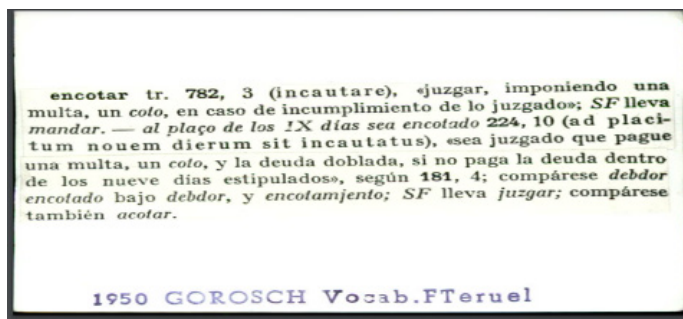 encotar tr. 782, 3 (incautare), «juzgar, imponiendo una
multa, un coto, en caso de incumplimiento de lo juzgado»; SF lleva
mandar. — al plaço de los IX días sea encotado 224, 10 (ad placi-
tum nouem dierum sit incautatus), «sea juzgado que pague
una multa, un coto, y la deuda doblada, si no paga la deuda dentro
de los nueve días estipulados», según 181, 4; compárese debdor
encotado bajo debdor, y encotamjento; SF lleva juzgar; compárese
también acotar.
1950 GOROSCH Vocab.FTeruel